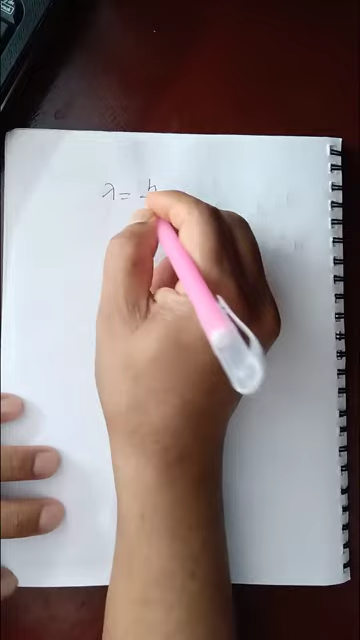 λ = h